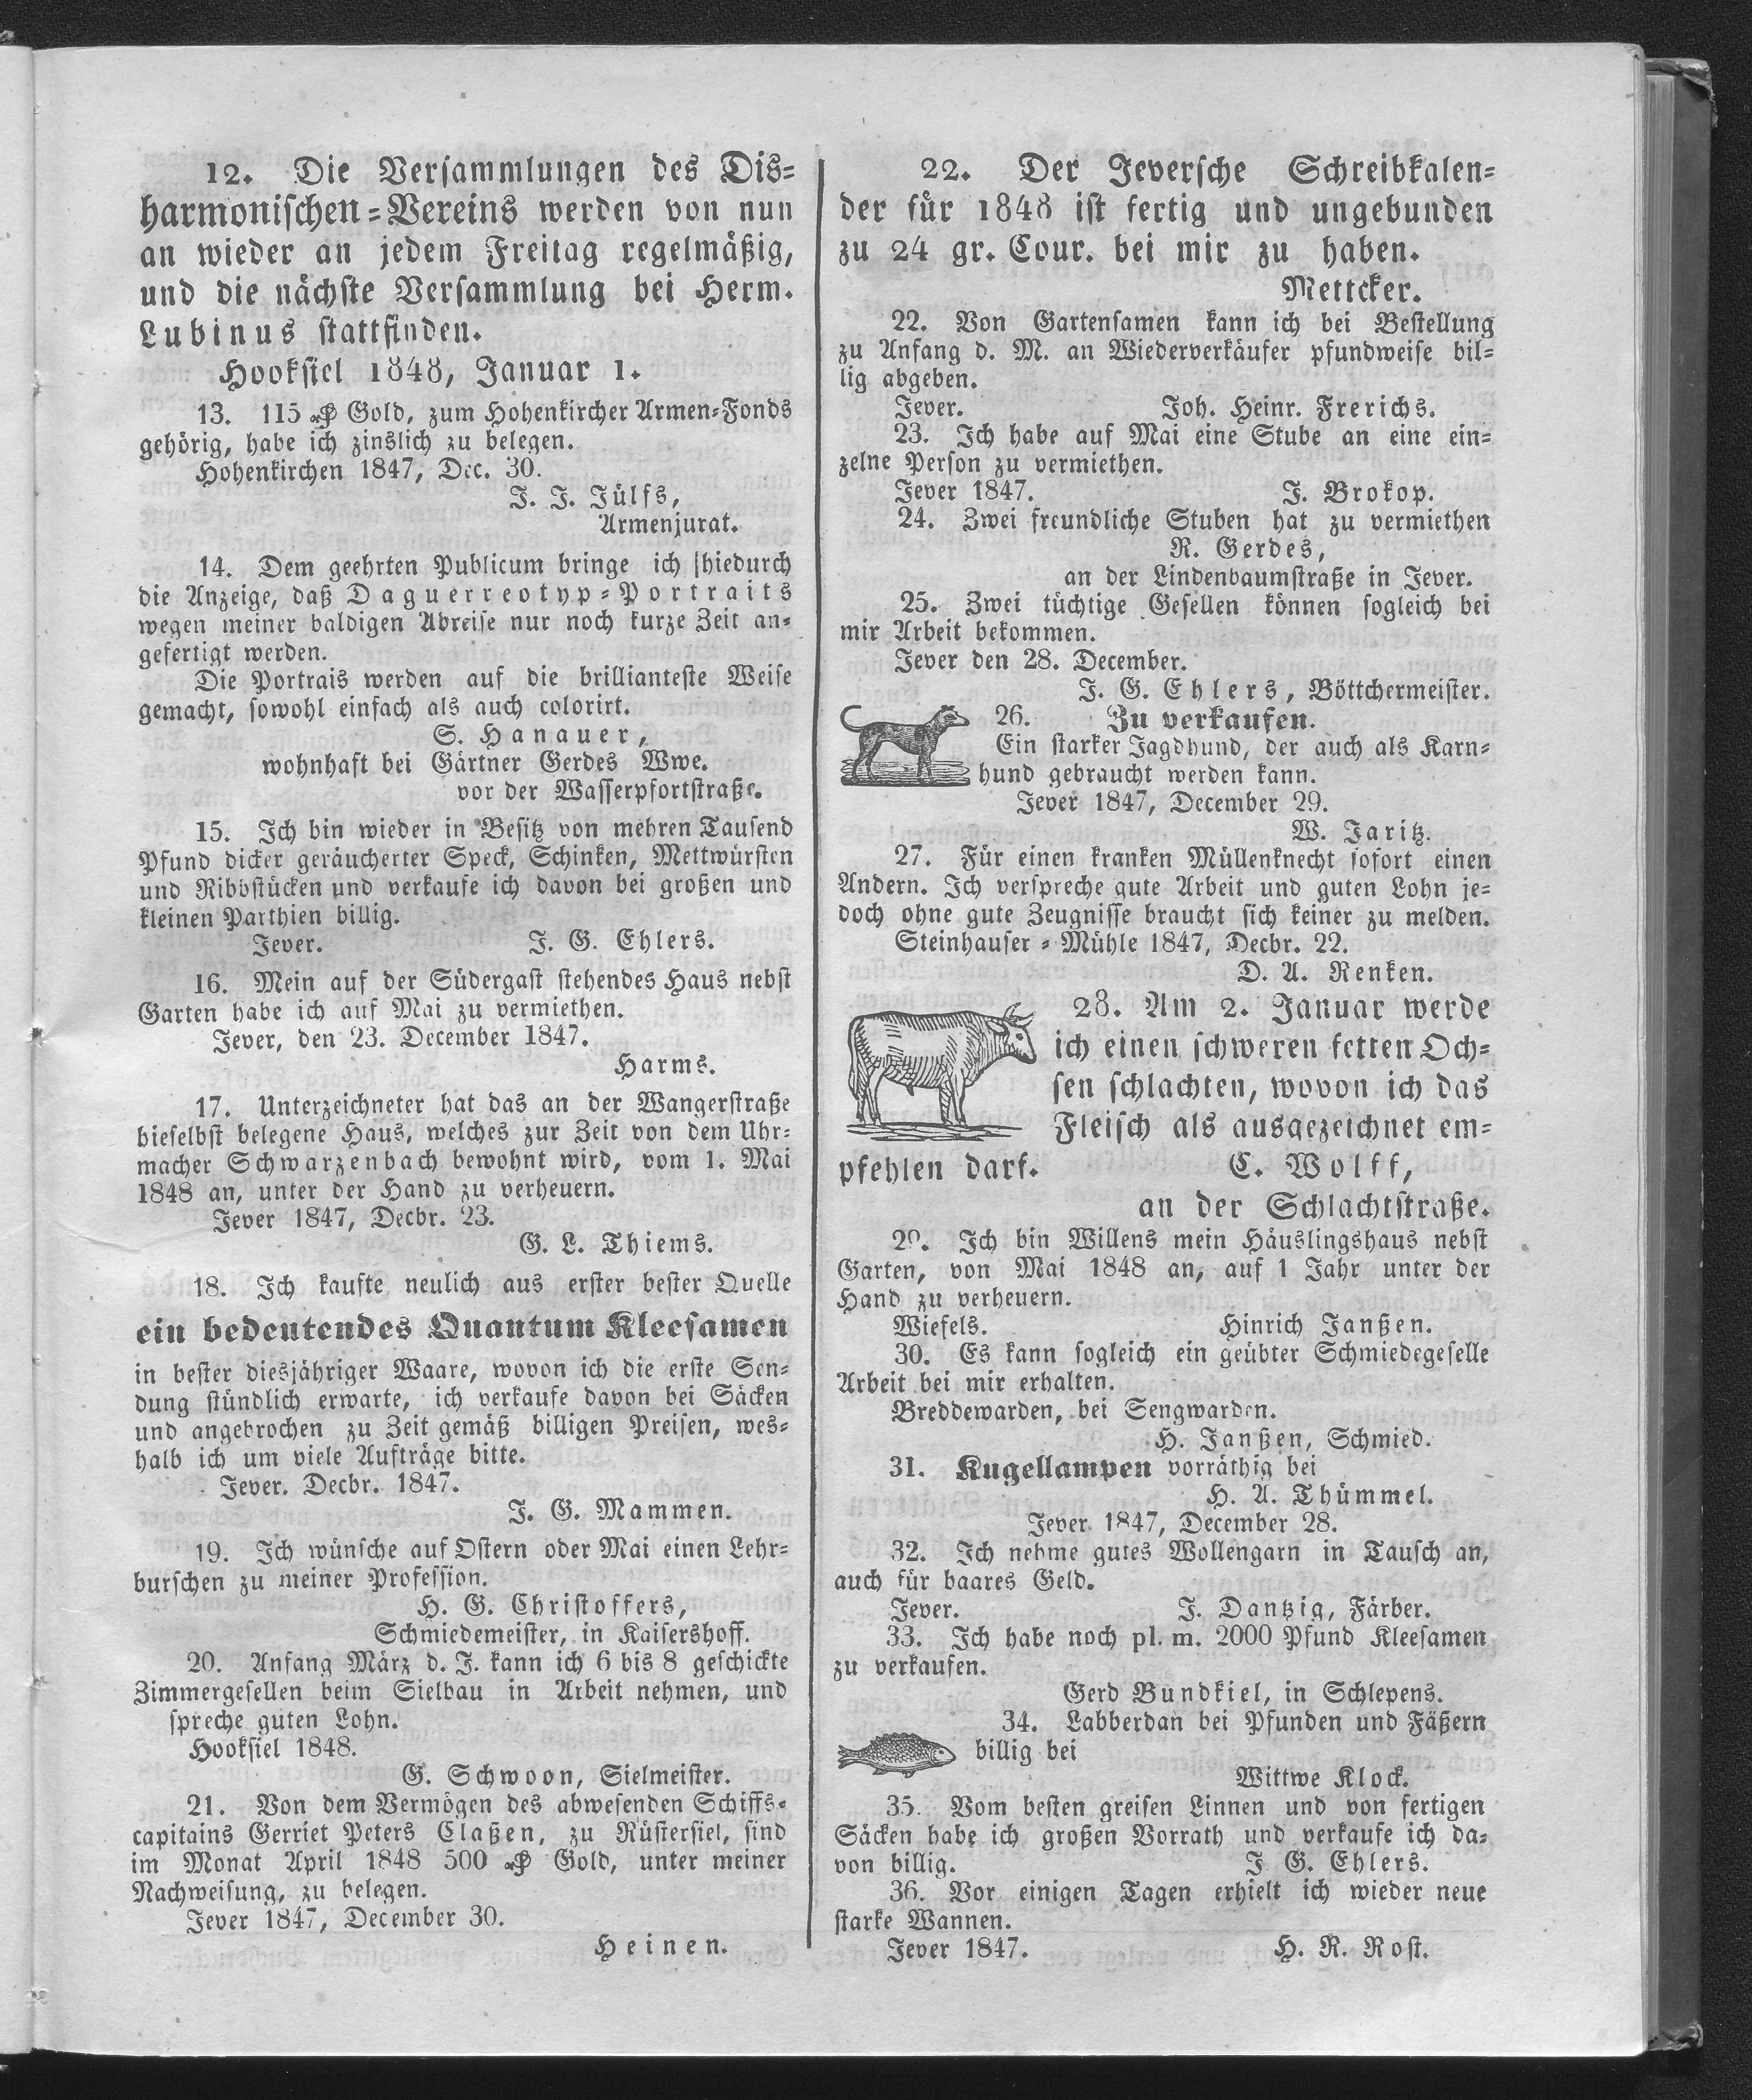 12. Die Versammlungen des Dis-
harmonischen-Vereins werden von nun
an wieder an jedem Freitag regelmäßig,
und die nächste Versammlung bei Herm.
Lubinus stattfinden.
Hooksiel 1848, Januar 1.
13. 115 ₰ Gold, zum Hohenkircher Armen-Fonds
gehörig, habe ich zinslich zu belegen.
Hohenkirchen 1847, Dec. 30.
J. J. Jülfs,
Armenjurat.
14. Dem geehrten Publicum bringe ich hiedurch
die Anzeige, daß Daguerreotyp-Portraits
wegen meiner baldigen Abreise nur noch kurze Zeit an-
gefertigt werden.
Die Portrais werden auf die brillianteste Weise
gemacht, sowohl einfach als auch colorirt.
S. Hanauer,
wohnhaft bei Gärtner Gerdes Wwe.
vor der Wasserpfortstraße.
15. Ich bin wieder in Besitz von mehren Tausend
Pfund dicker geräucherter Speck, Schinken, Mettwürsten
und Ribbstücken und verkaufe ich davon bei großen und
kleinen Parthien billig.
Jever. J. G. Ehlers.
16. Mein auf der Südergast stehendes Haus nebst
Garten habe ich auf Mai zu vermiethen.
Jever, den 23. December 1847.
Harms.
17. Unterzeichneter hat das an der Wangerstraße
hieselbst belegene Haus, welches zur Zeit von dem Uhr-
macher Schwarzenbach bewohnt wird, vom 1. Mai
1848 an, unter der Hand zu verheuern.
Jever 1847, Decbr. 23.
G. L. Thiems.
18. Ich kaufte neulich aus erster bester Quelle
ein bedeutendes Quantum Kleesamen
in bester diesjähriger Waare, wovon ich die erste Sen-
dung stündlich erwarte, ich verkaufe davon bei Säcken
und angebrochen zu Zeit gemäß billigen Preisen, wes-
halb ich um viele Aufträge bitte.
Jever. Decbr. 1847.
J. G. Mammen.
19. Ich wünsche auf Ostern oder Mai einen Lehr-
burschen zu meiner Profession.
H. G. Christoffers,
Schmiedemeister, in Kaisershoff.
20. Anfang März d. J. kann ich 6 bis 8 geschickte
Zimmergesellen beim Sielbau in Arbeit nehmen, und
spreche guten Lohn.
Hooksiel 1848.
G. Schwoon, Sielmeister.
21. Von dem Vermögen des abwesenden Schiffs-
capitains Gerriet Peters Claßen, zu Rüstersiel, sind
im Monat April 1848 500 ₰ Gold, unter meiner
Nachweisung, zu belegen.
Jever 1847, December 30.
Heinen.
22. Der Jeversche Schreibkalen-
der für 1848 ist fertig und ungebunden
zu 24 gr. Cour. bei mir zu haben.
Mettcker.
22. Von Gartensamen kann ich bei Bestellung
zu Anfang d. M. an Wiederverkäufer pfundweise bil-
lig abgeben.
Jever. Joh. Heinr. Frerichs.
23. Ich habe auf Mai eine Stube an eine ein-
zelne Person zu vermiethen.
Jever 1847. J. Brokop.
24. Zwei freundliche Stuben hat zu vermiethen
R. Gerdes,
an der Lindenbaumstraße in Jever.
25. Zwei tüchtige Gesellen können sogleich bei
mir Arbeit bekommen.
Jever den 28. December.
J. G. Ehlers, Böttchermeister.
26. Zu verkaufen.
Ein starker Jagdhund, der auch als Karn-
hund gebraucht werden kann.
Jever 1847, December 29.
W. Jaritz.
27. Für einen kranken Müllenknecht sofort einen
Andern. Ich verspreche gute Arbeit und guten Lohn je-
doch ohne gute Zeugnisse braucht sich keiner zu melden.
Steinhauser-Mühle 1847, Decbr. 22.
D. A. Renken.
28. Am 2. Januar werde
ich einen schweren fetten Och-
sen schlachten, wovon ich das
Fleisch als ausgezeichnet em-
pfehlen darf. C. Wolff,
an der Schlachtstraße.
29. Ich bin Willens mein Häuslingshaus nebst
Garten, von Mai 1848 an, auf 1 Jahr unter der
Hand zu verheuern.
Wiefels. Hinrich Janßen.
30. Es kann sogleich ein geübter Schmiedegeselle
Arbeit bei mir erhalten.
Breddewarden, bei Sengwarden.
H. Janßen, Schmied.
31. Kugellampen vorräthig bei
H. A. Thümmel.
Jever 1847, December 28.
32. Ich nehme gutes Wollengarn in Tausch an,
auch für baares Geld.
Jever. J. Dantzig, Färber.
33. Ich habe noch pl. m. 2000 Pfund Kleesamen
zu verkaufen.
Gerd Bundkiel, in Schlepens.
34. Labberdan bei Pfunden und Fäßern
billig bei
Wittwe Klock.
35. Vom besten greisen Linnen und von fertigen
Säcken habe ich großen Vorrath und verkaufe ich da-
von billig. J G. Ehlers.
36. Vor einigen Tagen erhielt ich wieder neue
starke Wannen.
Jever 1847. H. R. Rost.